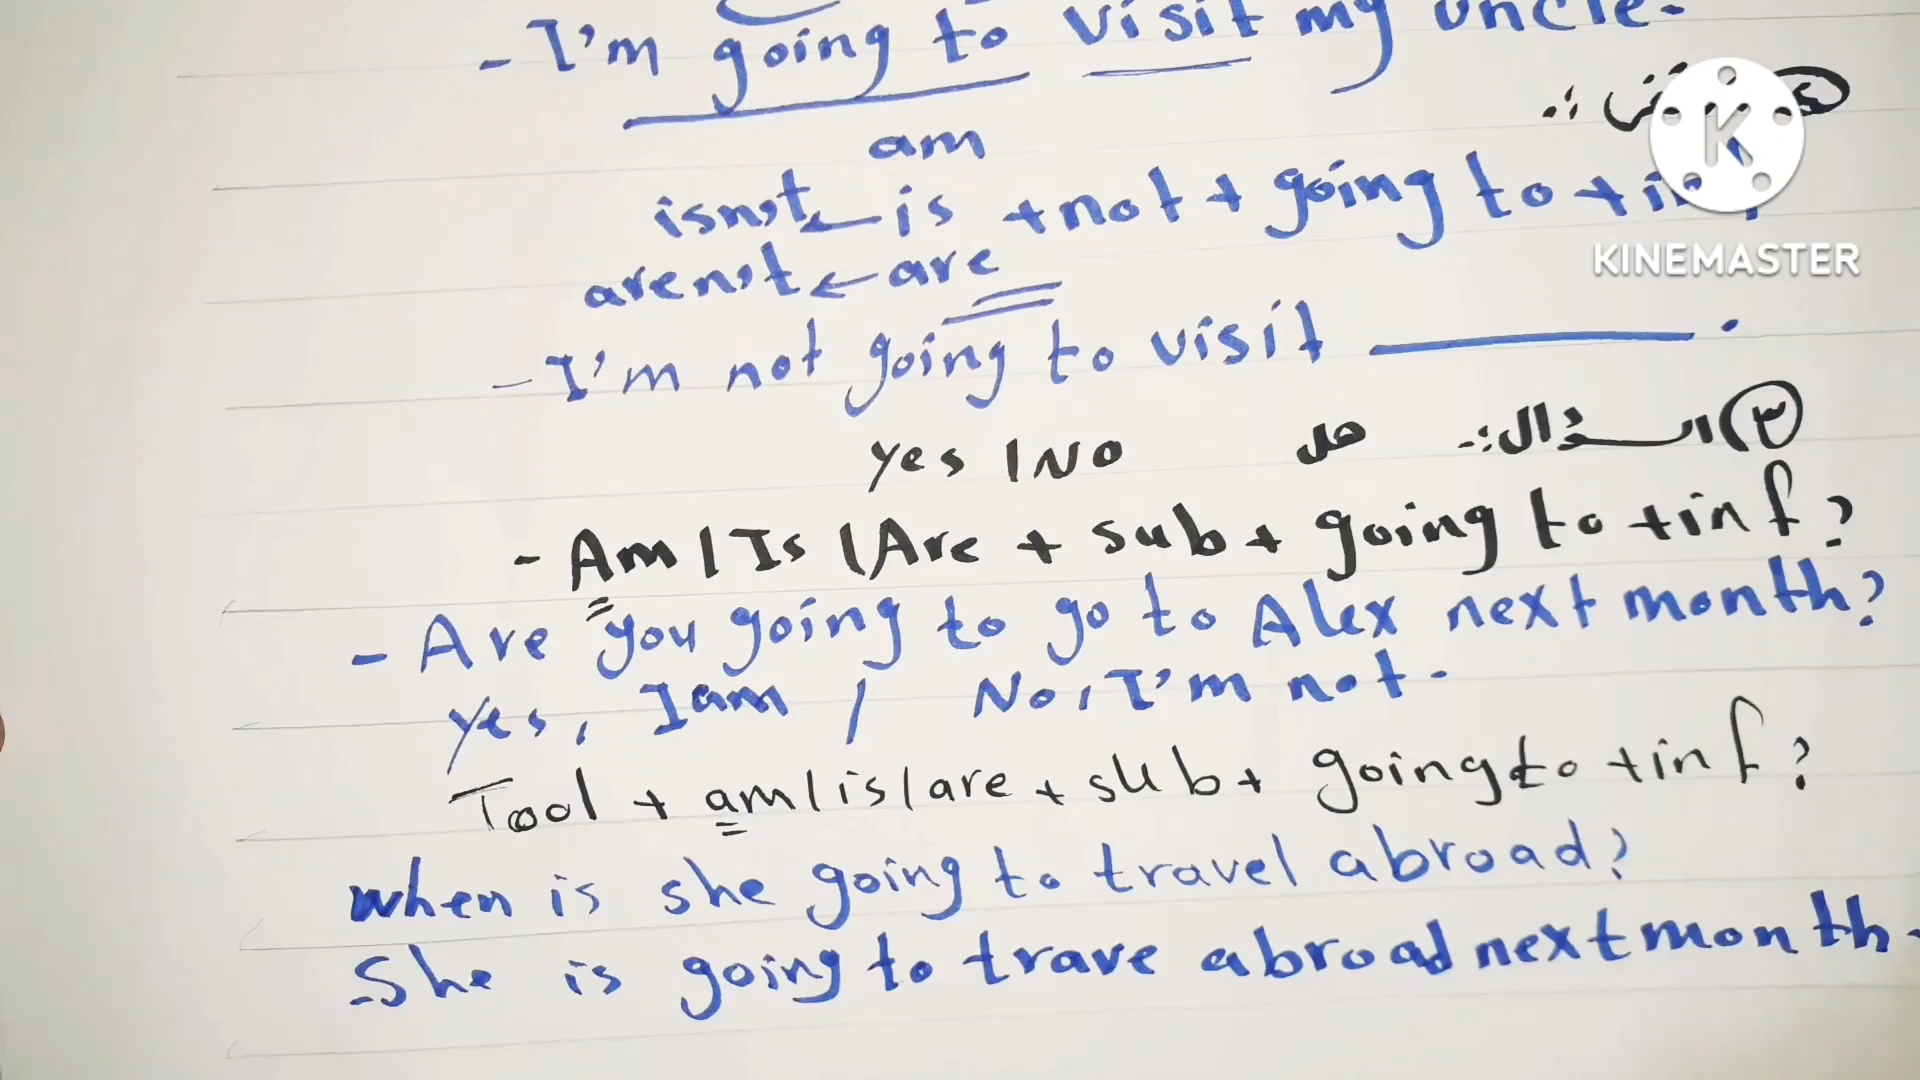 - I'm going to visit my uncle.
am
isn't ← is + not + going to + in
aren't ← are
- I'm not going to visit ______.
٣ السؤال :- هل yes / No
- Am / Is / Are + sub + going to + inf ?
- Are you going to go to Alex next month?
yes, I am / No, I'm not.
Tool + am / is / are + sub + going to + inf ?
when is she going to travel abroad?
She is going to trave abroad next month.
K
KINEMASTER